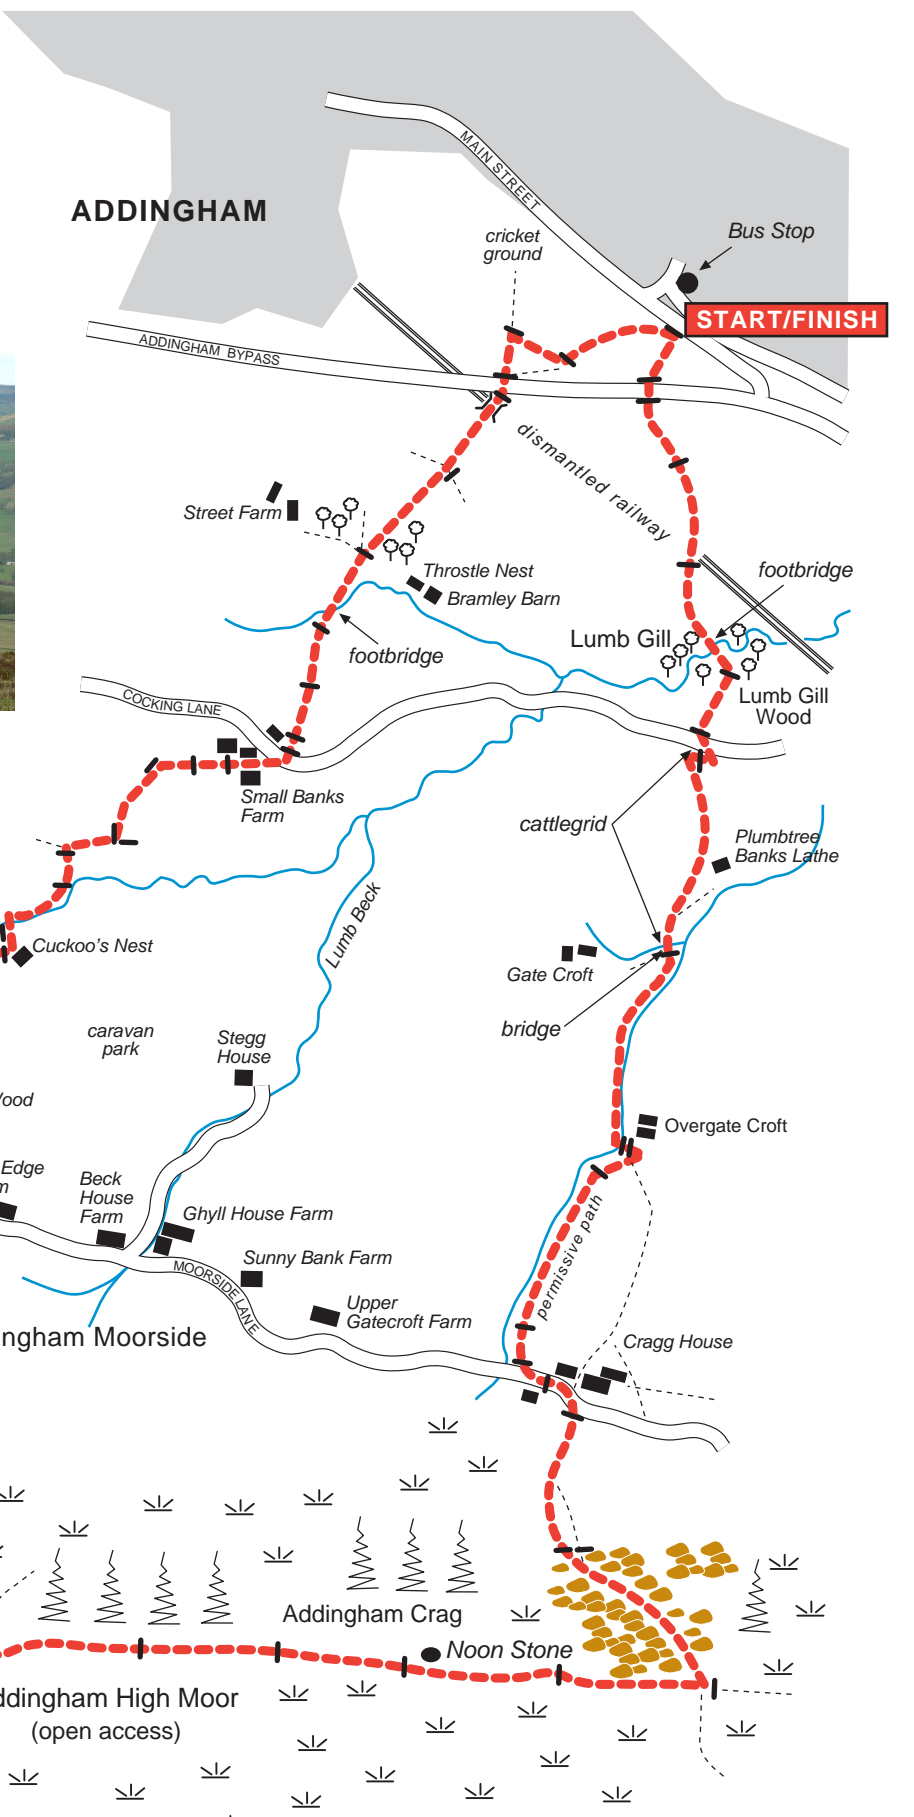 MAIN STREET
ADDINGHAM
Bus Stop
cricket
ground
START/FINISH
ADDINGHAM BYPASS
dismantled railway
Street Farm
Throstle Nest
Bramley Barn
footbridge
footbridge
Lumb Gill
Lumb Gill
Wood
COCKING LANE
Small Banks
Farm
cattlegrid
Plumbtree
Banks Lathe
Lumb Beck
Cuckoo's Nest
Gate Croft
bridge
caravan
park
Stegg
House
ood
Overgate Croft
Edge
m
Beck
House
Farm
Ghyll House Farm
permissive path
Sunny Bank Farm
MOORSIDE LANE
Upper
Gatecroft Farm
ngham Moorside
Cragg House
Addingham Crag
Noon Stone
ddingham High Moor
(open access)